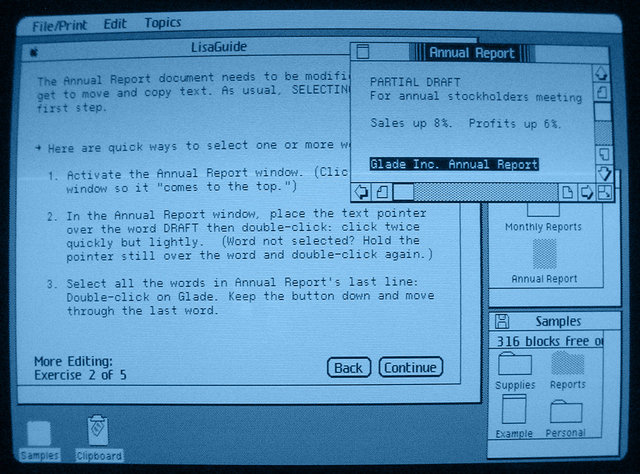 File/Print Edit Topics
LisaGuide
The Annual Report document needs to be modifi
get to move and copy text. As usual, SELECTIN
first step.
→ Here are quick ways to select one or more w
1. Activate the Annual Report window. (Clic
window so it "comes to the top.")
2. In the Annual Report window, place the text pointer
over the word DRAFT then double-click: click twice
quickly but lightly. (Word not selected? Hold the
pointer still over the word and double-click again.)
3. Select all the words in Annual Report's last line:
Double-click on Glade. Keep the button down and move
through the last word.
More Editing:
Exercise 2 of 5
Back Continue
Annual Report
PARTIAL DRAFT
For annual stockholders meeting
Sales up 8%. Profits up 6%.
Glade Inc. Annual Report
Monthly Reports
Annual Report
Samples
316 blocks free o
Supplies Reports
Example Personal
Samples Clipboard